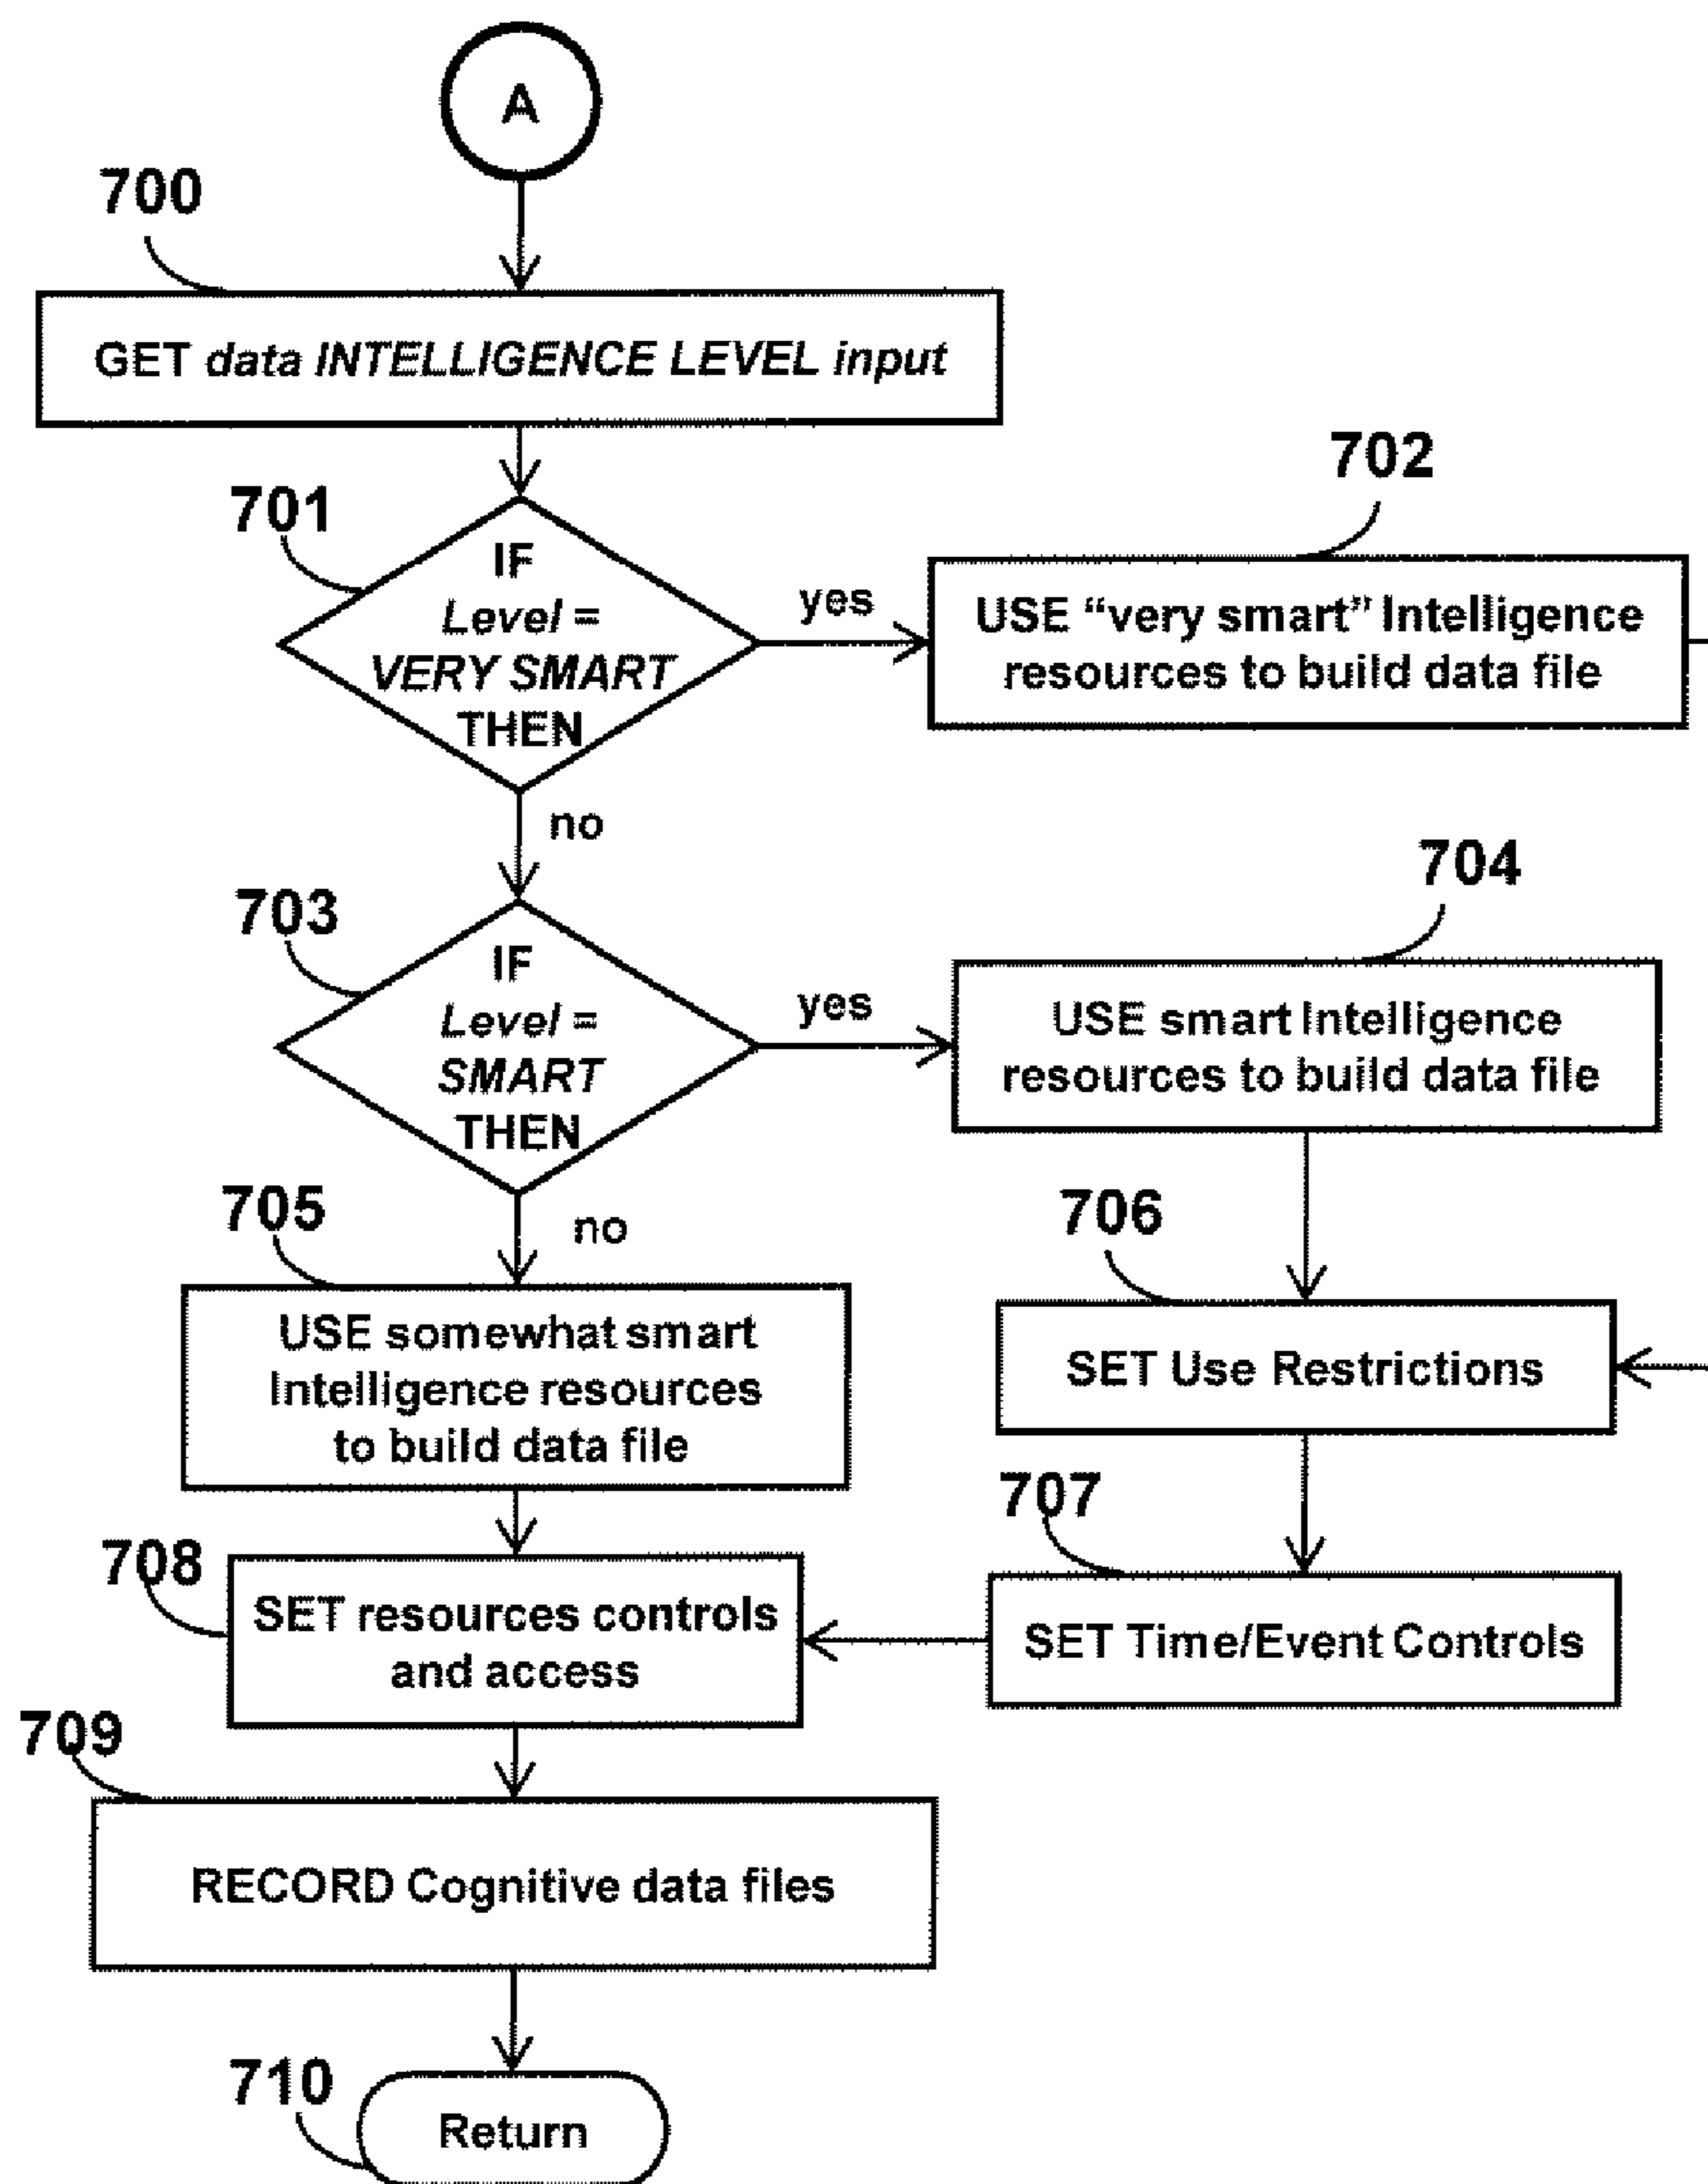 A
700
GET data INTELLIGENCE LEVEL input
701
IF
Level =
VERY SMART
THEN
yes
702
USE “very smart” Intelligence
resources to build data file
no
703
IF
Level =
SMART
THEN
yes
704
USE smart Intelligence
resources to build data file
no
705
USE somewhat smart
Intelligence resources
to build data file
706
SET Use Restrictions
707
SET Time/Event Controls
708
SET resources controls
and access
709
RECORD Cognitive data files
710
Return